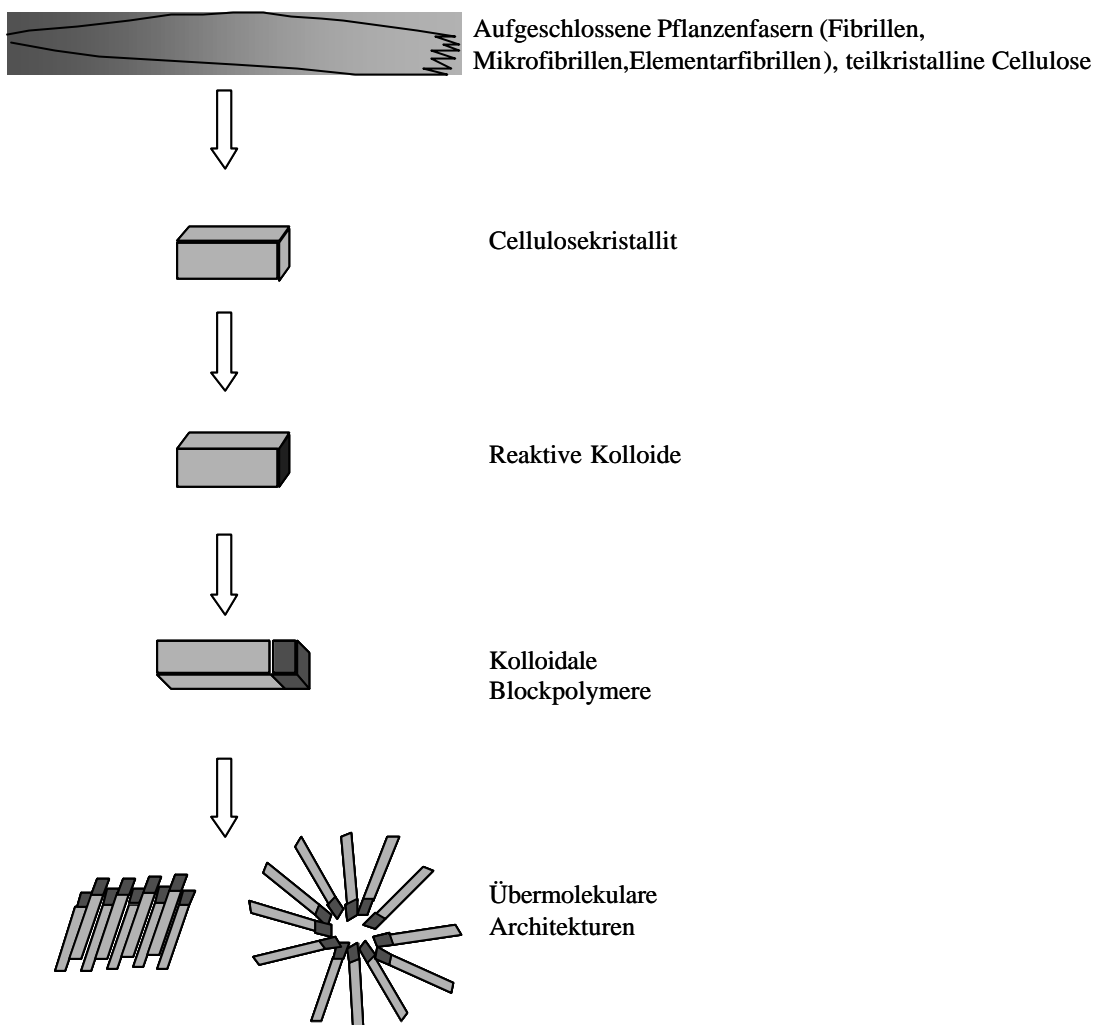 Aufgeschlossene Pflanzenfasern (Fibrillen,
Mikrofibrillen,Elementarfibrillen), teilkristalline Cellulose
Cellulosekristallit
Reaktive Kolloide
Kolloidale
Blockpolymere
Übermolekulare
Architekturen